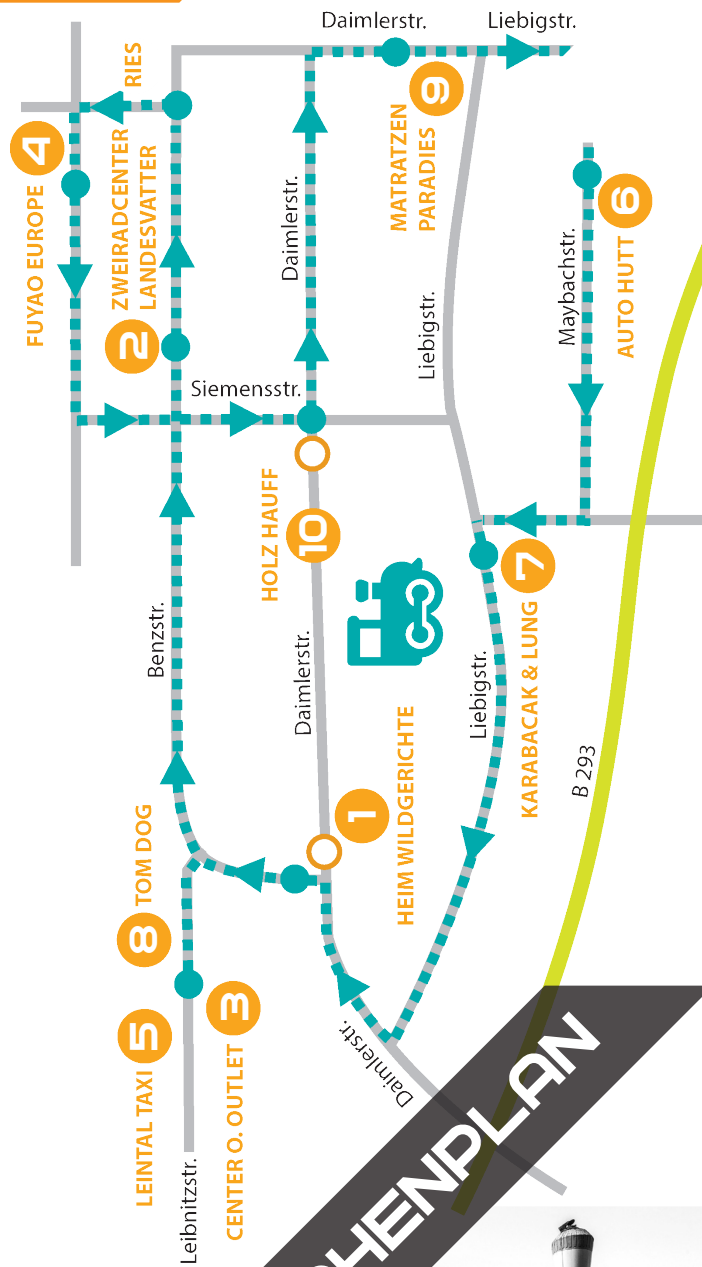 Daimlerstr.
Liebigstr.
RIES
4
FUYAO EUROPE
ZWEIRADCENTER
LANDESVATTER
2
9
MATRATZEN
PARADIES
Daimlerstr.
6
AUTO HUTT
Maybachstr.
Liebigstr.
Siemensstr.
HOLZ HAUFF
10
7
KARABACAK & LUNG
Benzstr.
Daimlerstr.
Liebigstr.
B 293
1
HEIM WILDGERICHTE
8
TOM DOG
3
CENTER O. OUTLET
5
LEINTAL TAXI
Daimlerstr.
Leibnitzstr.
HENPLAN